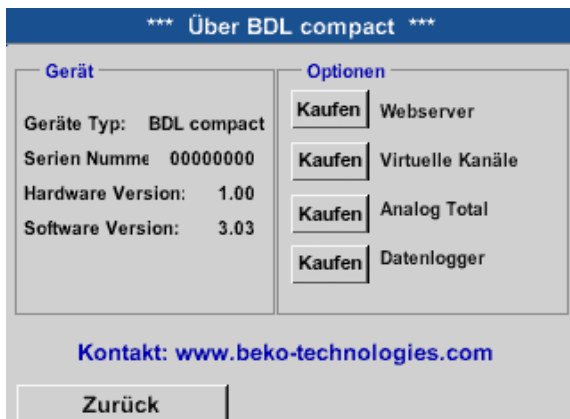 *** Über BDL compact ***
Gerät
Geräte Typ: BDL compact
Serien Numme 00000000
Hardware Version: 1.00
Software Version: 3.03
Optionen
Kaufen Webserver
Kaufen Virtuelle Kanäle
Kaufen Analog Total
Kaufen Datenlogger
Kontakt: www.beko-technologies.com
Zurück